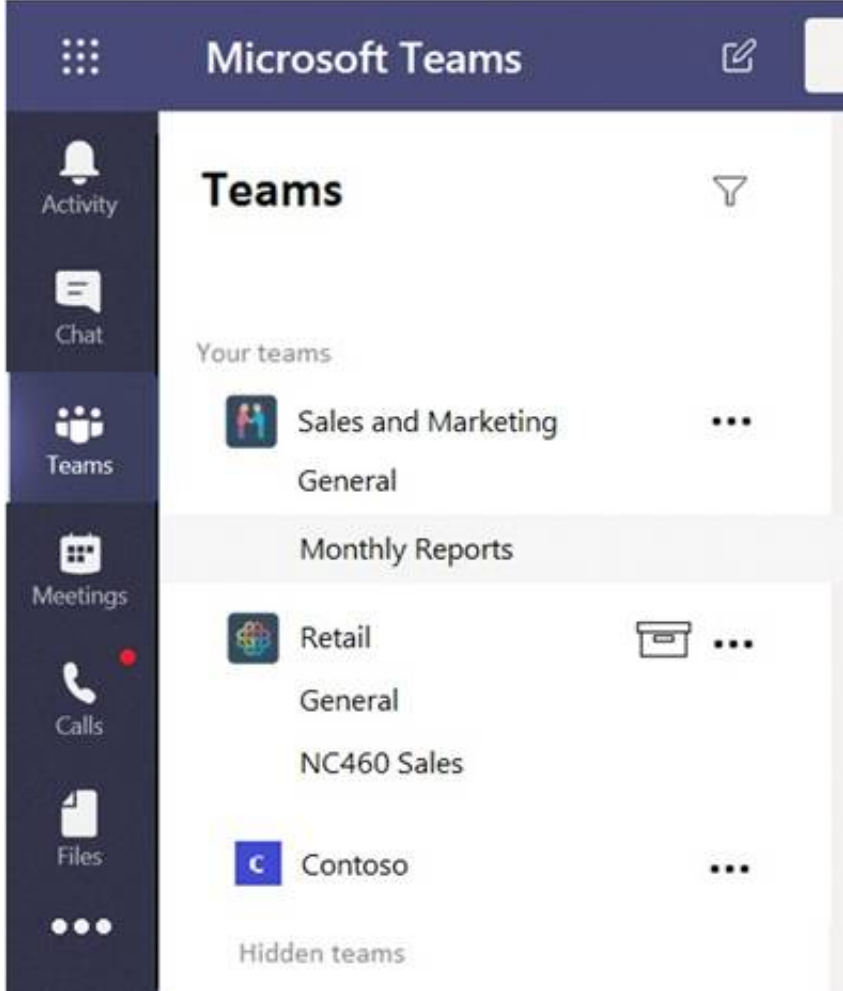 Microsoft Teams
Activity
Chat
Teams
Meetings
Calls
Files
Teams
Your teams
Sales and Marketing
General
Monthly Reports
Retail
General
NC460 Sales
C Contoso
Hidden teams